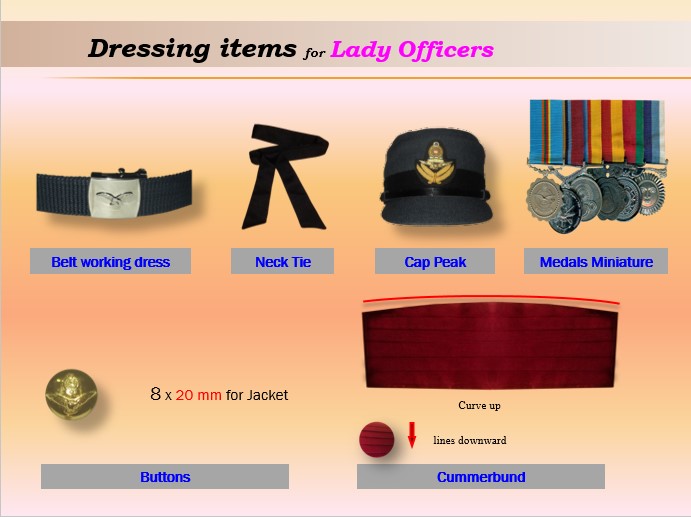 Dressing items for Lady Officers
Belt working dress
Neck Tie
Cap Peak
Medals Miniature
8 x 20 mm for Jacket
Curve up
lines downward
Buttons
Cummerbund